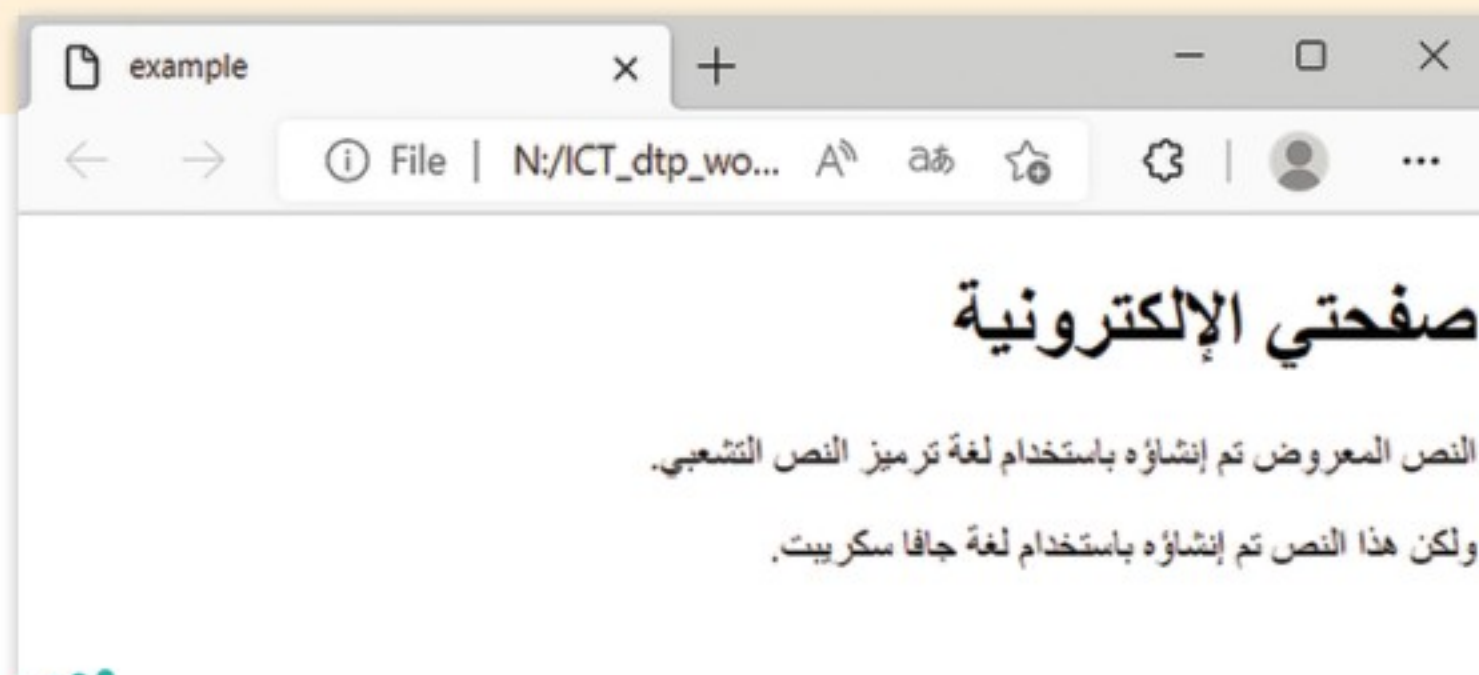 example
File | N:/ICT_dtp_wo...
صفحتي الإلكترونية
النص المعروض تم إنشاؤه باستخدام لغة ترميز النص التشعبي.
ولكن هذا النص تم إنشاؤه باستخدام لغة جافا سكريبت.